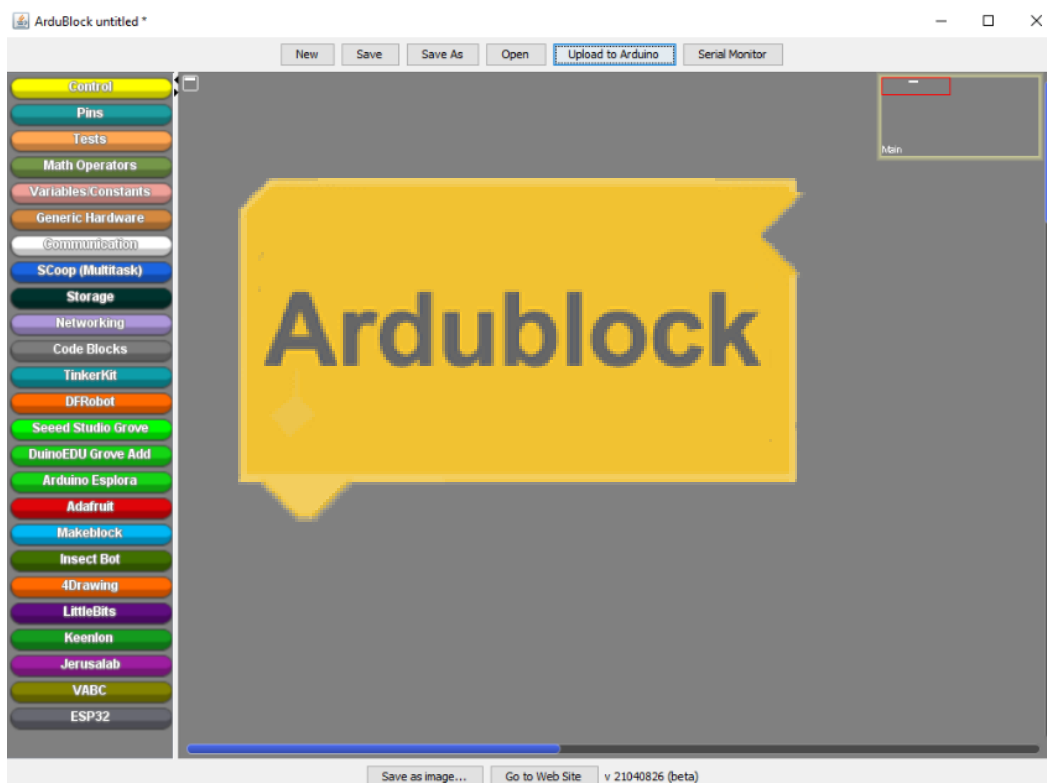 ArduBlock untitled *
New Save Save As Open Upload to Arduino Serial Monitor
Control
Pins
Tests
Math Operators
Variables/Constants
Generic Hardware
Communication
SCoop (Multitask)
Storage
Networking
Code Blocks
TinkerKit
DFRobot
Seeed Studio Grove
DuinoEDU Grove Add
Arduino Esplora
Adafruit
Makeblock
Insect Bot
4Drawing
LittleBits
Keenlon
Jerusalab
VABC
ESP32
Main
Ardublock
Save as image... Go to Web Site v 21040826 (beta)